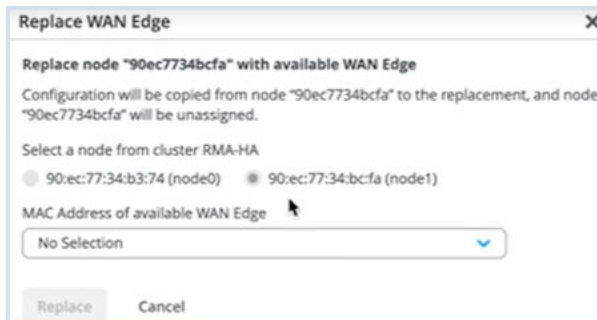 Replace WAN Edge
Replace node "90ec7734bcfa" with available WAN Edge
Configuration will be copied from node "90ec7734bcfa" to the replacement, and node
"90ec7734bcfa" will be unassigned.
Select a node from cluster RMA-HA
90:ec:77:34:b3:74 (node0) 90:ec:77:34:bc:fa (node1)
MAC Address of available WAN Edge
No Selection
Replace Cancel